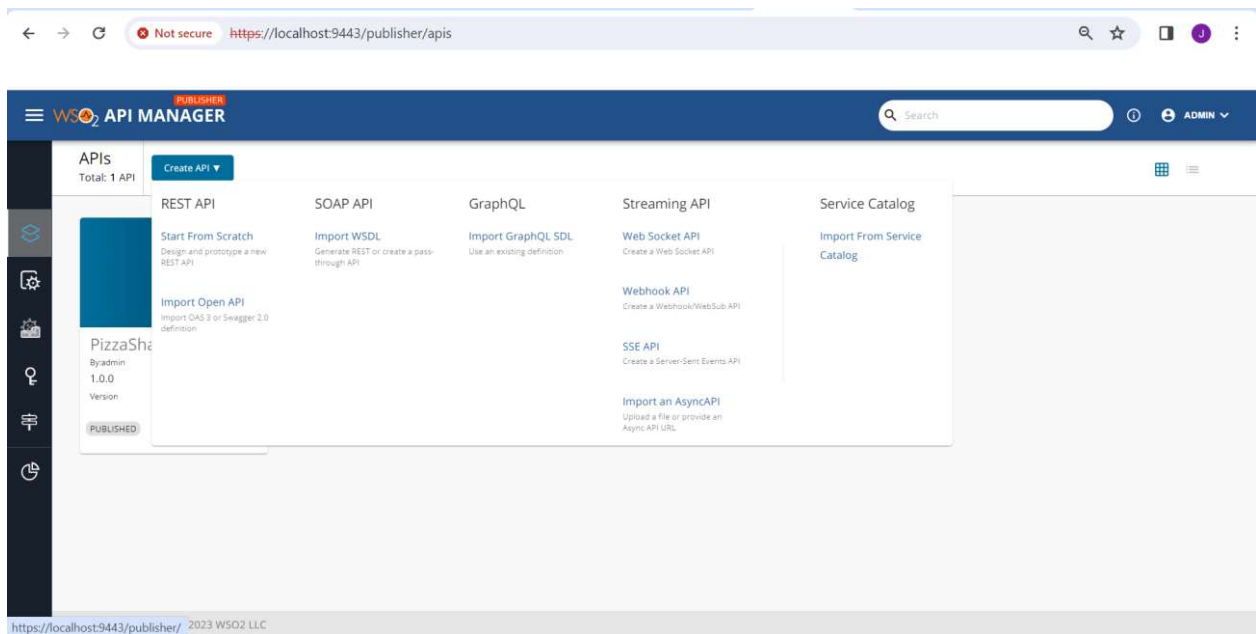 Not secure https://localhost:9443/publisher/apis
J
PUBLISHER
WSO2 API MANAGER
Search
ADMIN
APIs
Total: 1 API
Create API ▼
REST API
Start From Scratch
Design and prototype a new
REST API
Import Open API
Import OAS 3 or Swagger 2.0
definition
SOAP API
Import WSDL
Generate REST or create a pass-
through API
GraphQL
Import GraphQL SDL
Use an existing definition
Streaming API
Web Socket API
Create a Web Socket API
Webhook API
Create a Webhook/WebSub API
SSE API
Create a Server-Sent Events API
Import an AsyncAPI
Upload a file or provide an
Async API URL
Service Catalog
Import From Service
Catalog
PizzaSha
By:admin
1.0.0
Version
PUBLISHED
https://localhost:9443/publisher/ 2023 WSO2 LLC